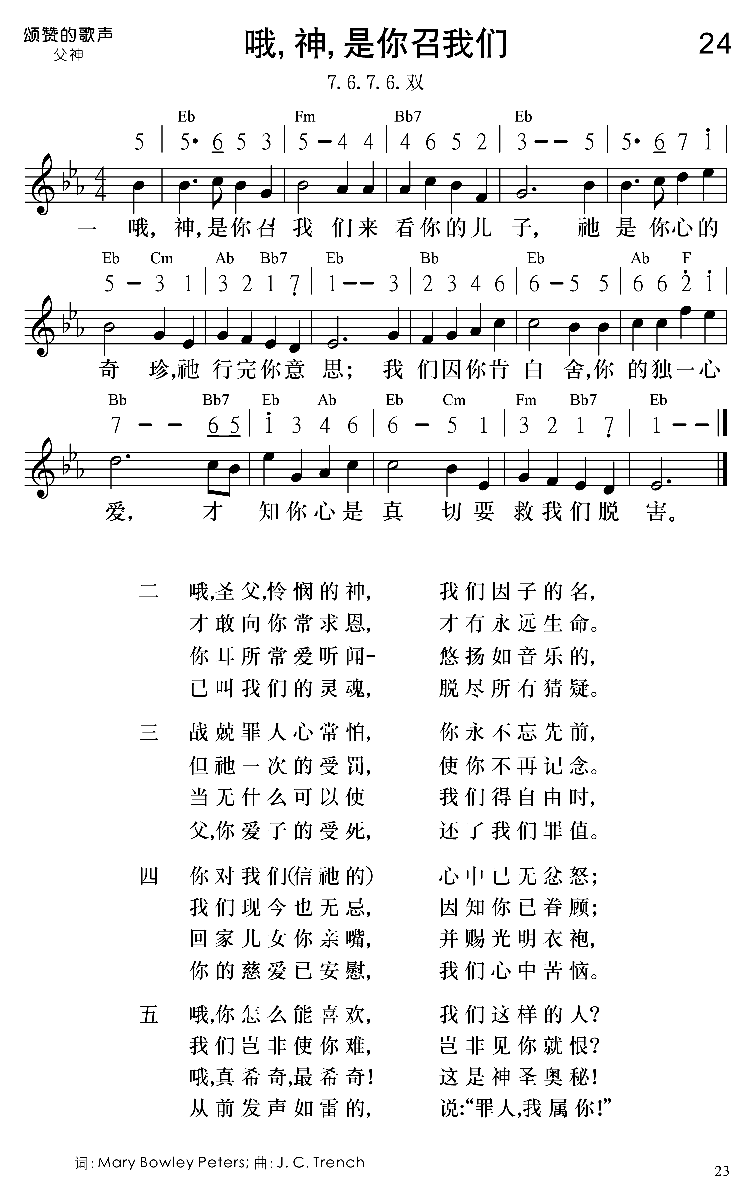 颂赞的歌声
父神
哦,神,是你召我们
24
7.6.7.6.双
Eb Fm Bb7 Eb
5 | 5• 6 5 3 | 5 – 4 4 | 4 6 5 2 | 3 – – 5 | 5• 6 7 1̇ |
4
4
一 哦, 神,是你召 我 们来 看你的儿 子, 祂 是 你心的
Eb Cm Ab Bb7 Eb Bb Eb Ab F
5 – 3 1 | 3 2 1 7̣ | 1 – – 3 | 2 3 4 6 | 6 – 5 5 | 6 6 2̇ 1̇ |
奇 珍,祂 行完你意 思; 我 们因你肯 白 舍,你 的独一心
Bb Bb7 Eb Ab Eb Cm Fm Bb7 Eb
7 – – 6 5 | 1̇ 3 4 6 | 6 – 5 1 | 3 2 1 7̣ | 1 – – ‖
爱, 才 知你心是 真 切要 救我们脱 害。
二 哦,圣父,怜悯的神, 我们因子的名,
才敢向你常求恩, 才有永远生命。
你耳所常爱听闻- 悠扬如音乐的,
已叫我们的灵魂, 脱尽所有猜疑。
三 战兢罪人心常怕, 你永不忘先前,
但祂一次的受罚, 使你不再记念。
当无什么可以使 我们得自由时,
父,你爱子的受死, 还了我们罪值。
四 你对我们(信祂的) 心中已无忿怒;
我们现今也无忌, 因知你已眷顾;
回家儿女你亲嘴, 并赐光明衣袍,
你的慈爱已安慰, 我们心中苦恼。
五 哦,你怎么能喜欢, 我们这样的人?
我们岂非使你难, 岂非见你就恨?
哦,真希奇,最希奇! 这是神圣奥秘!
从前发声如雷的, 说:“罪人,我属你!”
词: Mary Bowley Peters; 曲: J. C. Trench
23